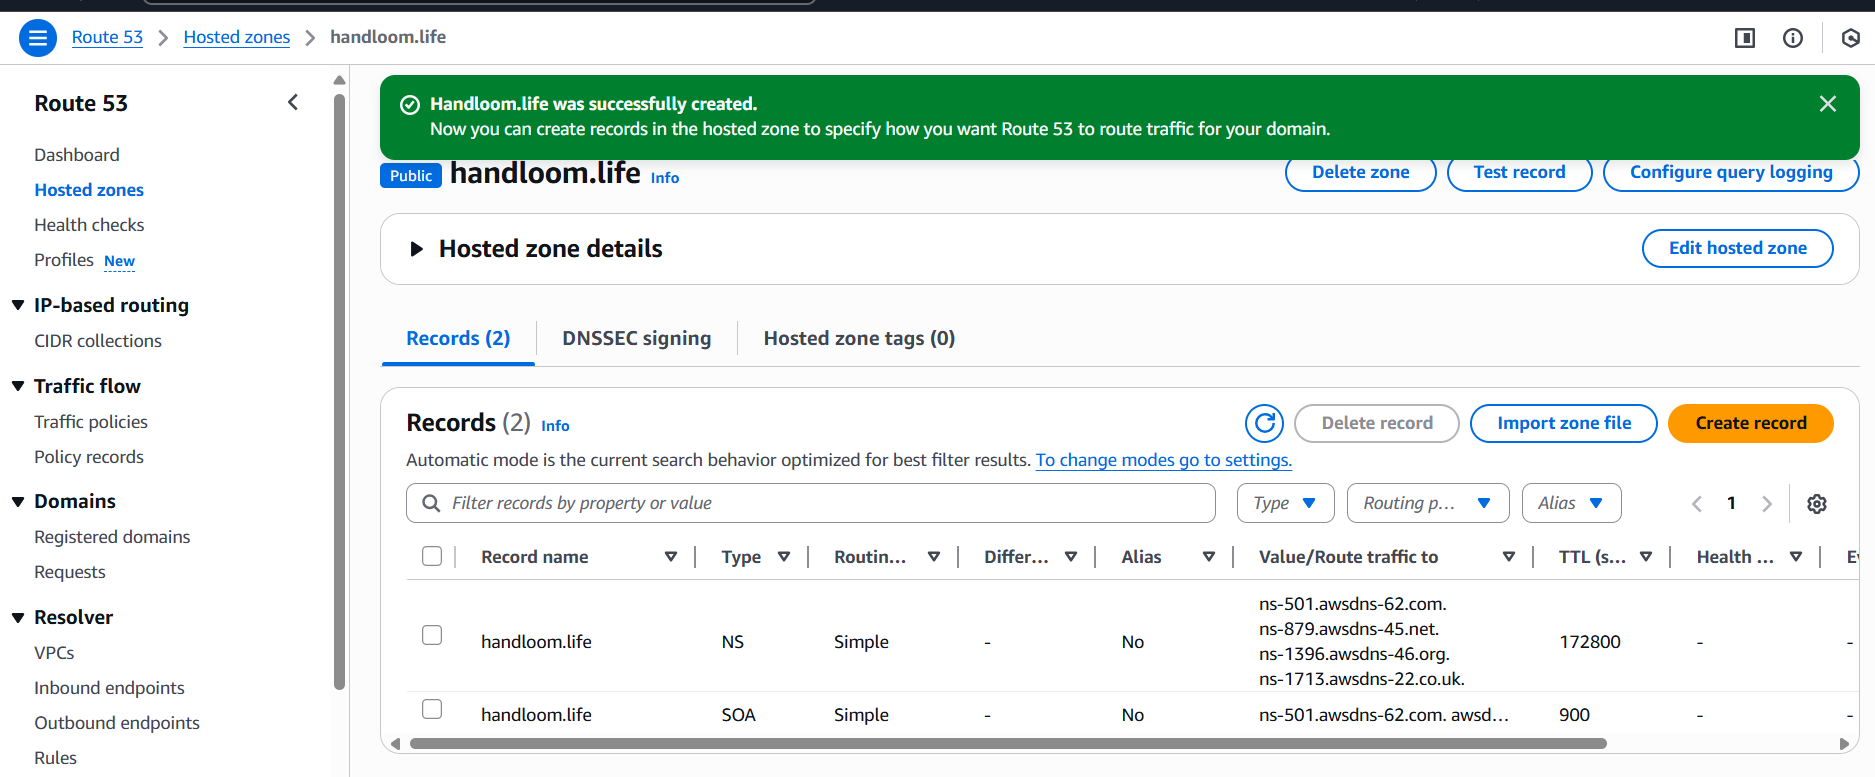 Route 53 > Hosted zones > handloom.life
Route 53
Dashboard
Hosted zones
Health checks
Profiles New
IP-based routing
CIDR collections
Traffic flow
Traffic policies
Policy records
Domains
Registered domains
Requests
Resolver
VPCs
Inbound endpoints
Outbound endpoints
Rules
Handloom.life was successfully created.
Now you can create records in the hosted zone to specify how you want Route 53 to route traffic for your domain.
Public handloom.life Info
Delete zone
Test record
Configure query logging
Hosted zone details
Edit hosted zone
Records (2)
DNSSEC signing
Hosted zone tags (0)
Records (2) Info
Delete record
Import zone file
Create record
Automatic mode is the current search behavior optimized for best filter results. To change modes go to settings.
Filter records by property or value
Type
Routing p...
Alias
1
Record name Type Routin... Differ... Alias Value/Route traffic to TTL (s... Health ...
handloom.life NS Simple - No
ns-501.awsdns-62.com.
ns-879.awsdns-45.net.
ns-1396.awsdns-46.org.
ns-1713.awsdns-22.co.uk.
172800 - -
handloom.life SOA Simple - No ns-501.awsdns-62.com. awsd... 900 - -